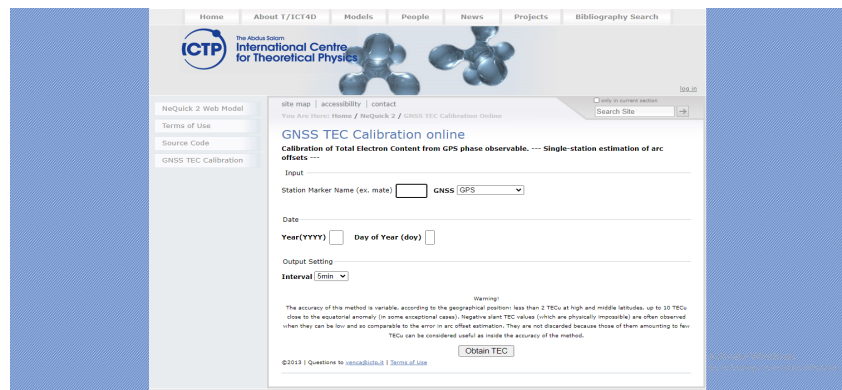 Home About T/ICT4D Models People News Projects Bibliography Search
ICTP
The Abdus Salam
International Centre
for Theoretical Physics
log in
NeQuick 2 Web Model
Terms of Use
Source Code
GNSS TEC Calibration
site map | accessibility | contact
only in current section
Search Site
You Are Here: Home / NeQuick 2 / GNSS TEC Calibration Online
GNSS TEC Calibration online
Calibration of Total Electron Content from GPS phase observable. --- Single-station estimation of arc
offsets ---
Input
Station Marker Name (ex. mate) GNSS GPS
Date
Year(YYYY) Day of Year (doy)
Output Setting
Interval 5min
Warning!
The accuracy of this method is variable, according to the geographical position: less than 2 TECu at high and middle latitudes, up to 10 TECu
close to the equatorial anomaly (in some exceptional cases). Negative slant TEC values (which are physically impossible) are often observed
when they can be low and so comparable to the error in arc offset estimation. They are not discarded because those of them amounting to few
TECu can be considered useful as inside the accuracy of the method.
Obtain TEC
©2013 | Questions to yenca@ictp.it | Terms of Use